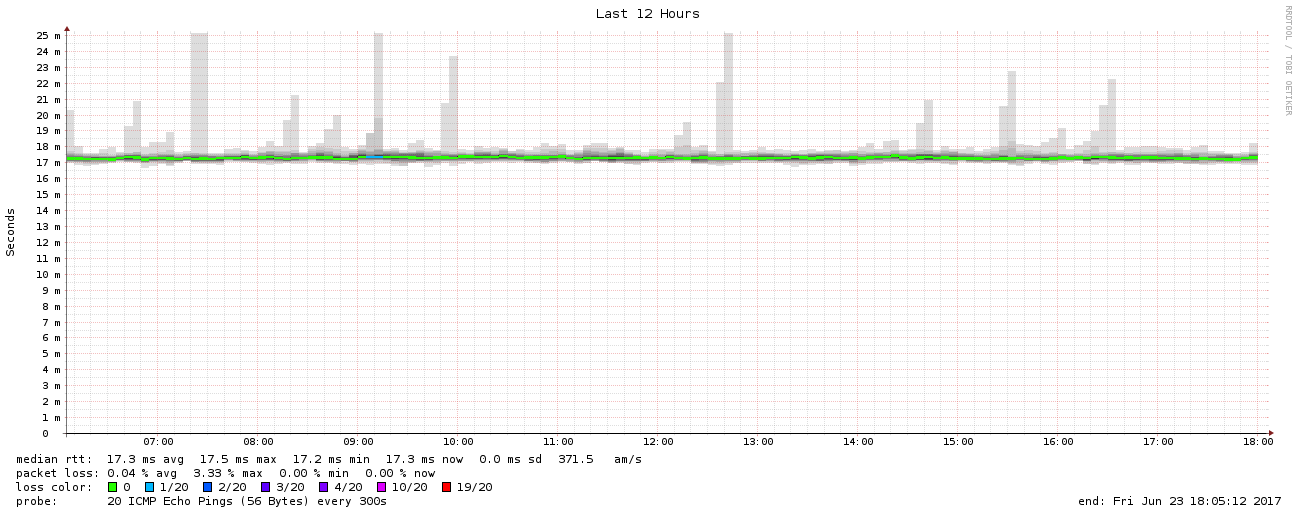 Last 12 Hours
RRDTOOL / TOBI OETIKER
Seconds
25 m
24 m
23 m
22 m
21 m
20 m
19 m
18 m
17 m
16 m
15 m
14 m
13 m
12 m
11 m
10 m
9 m
8 m
7 m
6 m
5 m
4 m
3 m
2 m
1 m
0
07:00 08:00 09:00 10:00 11:00 12:00 13:00 14:00 15:00 16:00 17:00 18:00
median rtt: 17.3 ms avg 17.5 ms max 17.2 ms min 17.3 ms now 0.0 ms sd 371.5 am/s
packet loss: 0.04 % avg 3.33 % max 0.00 % min 0.00 % now
loss color: 0 1/20 2/20 3/20 4/20 10/20 19/20
probe: 20 ICMP Echo Pings (56 Bytes) every 300s end: Fri Jun 23 18:05:12 2017